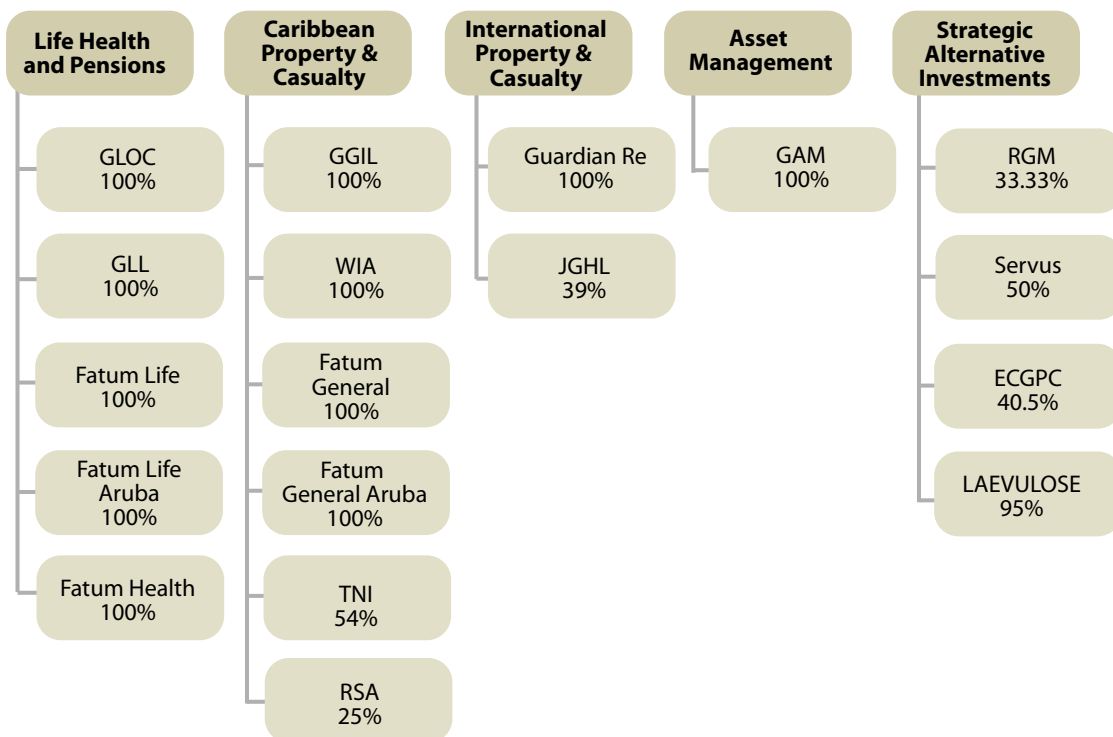 Life Health
and Pensions
GLOC
100%
GLL
100%
Fatum Life
100%
Fatum Life
Aruba
100%
Fatum Health
100%
Caribbean
Property &
Casualty
GGIL
100%
WIA
100%
Fatum
General
100%
Fatum
General Aruba
100%
TNI
54%
RSA
25%
International
Property &
Casualty
Guardian Re
100%
JGHL
39%
Asset
Management
GAM
100%
Strategic
Alternative
Investments
RGM
33.33%
Servus
50%
ECGPC
40.5%
LAEVULOSE
95%